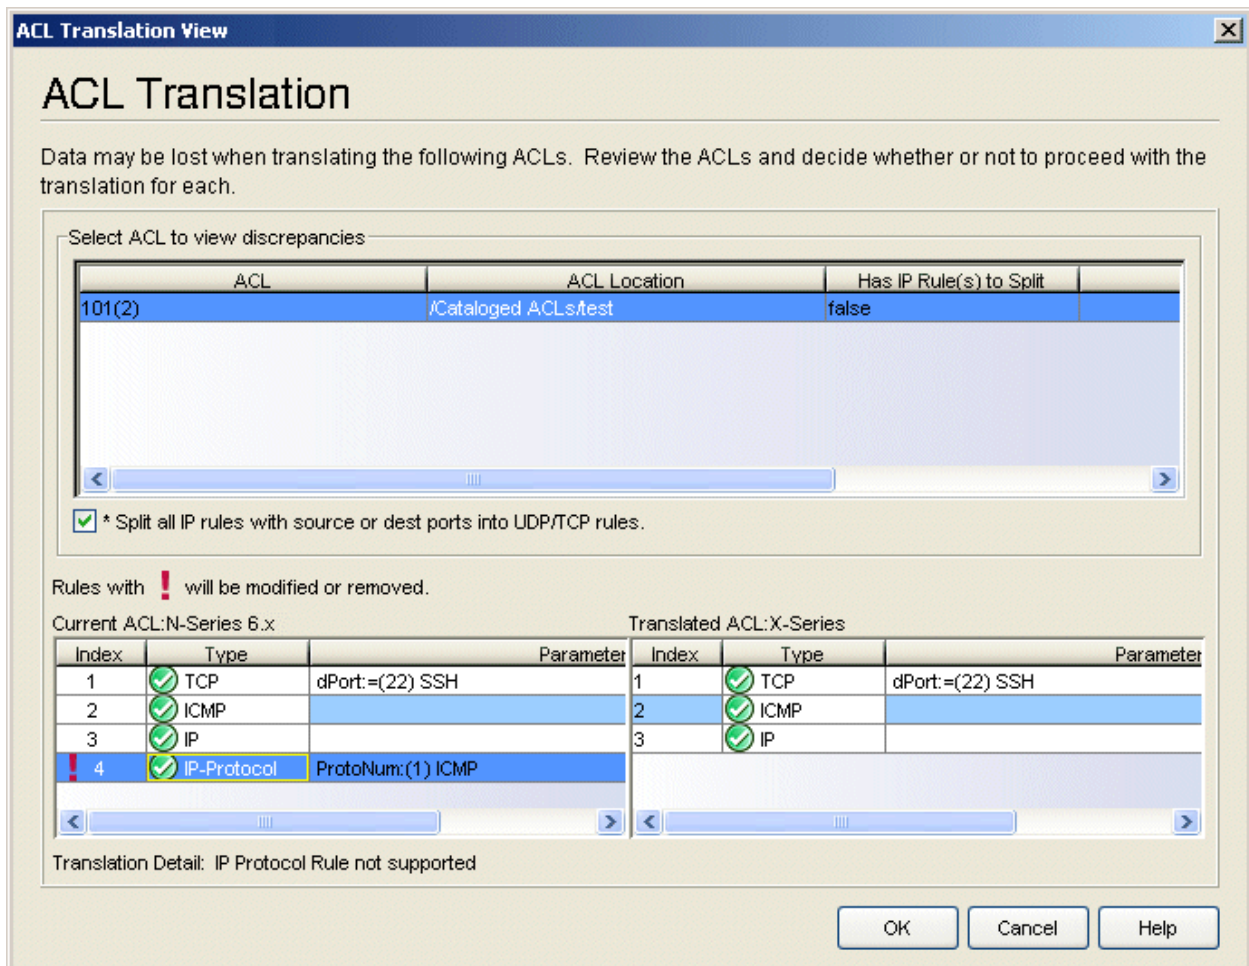 ACL Translation View
ACL Translation
Data may be lost when translating the following ACLs. Review the ACLs and decide whether or not to proceed with the
translation for each.
Select ACL to view discrepancies
ACL ACL Location Has IP Rule(s) to Split
101(2) /Cataloged ACLs/test false
* Split all IP rules with source or dest ports into UDP/TCP rules.
Rules with ! will be modified or removed.
Current ACL:N-Series 6.x Translated ACL:X-Series
Index Type Parameter Index Type Parameter
1 TCP dPort:=(22) SSH 1 TCP dPort:=(22) SSH
2 ICMP 2 ICMP
3 IP 3 IP
! 4 IP-Protocol ProtoNum:(1) ICMP
Translation Detail: IP Protocol Rule not supported
OK Cancel Help